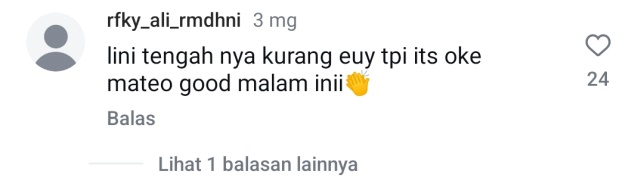 rfky_ali_rmdhni 3 mg
lini tengah nya kurang euy tpi its oke
mateo good malam inii👏
24
Balas
Lihat 1 balasan lainnya